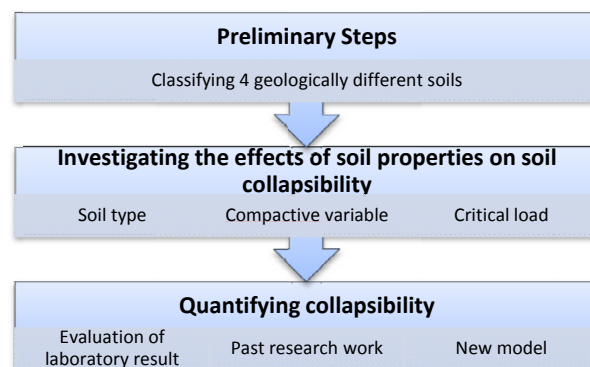 Preliminary Steps
Classifying 4 geologically different soils
Investigating the effects of soil properties on soil
collapsibility
Soil type Compactive variable Critical load
Quantifying collapsibility
Evaluation of
laboratory result Past research work New model